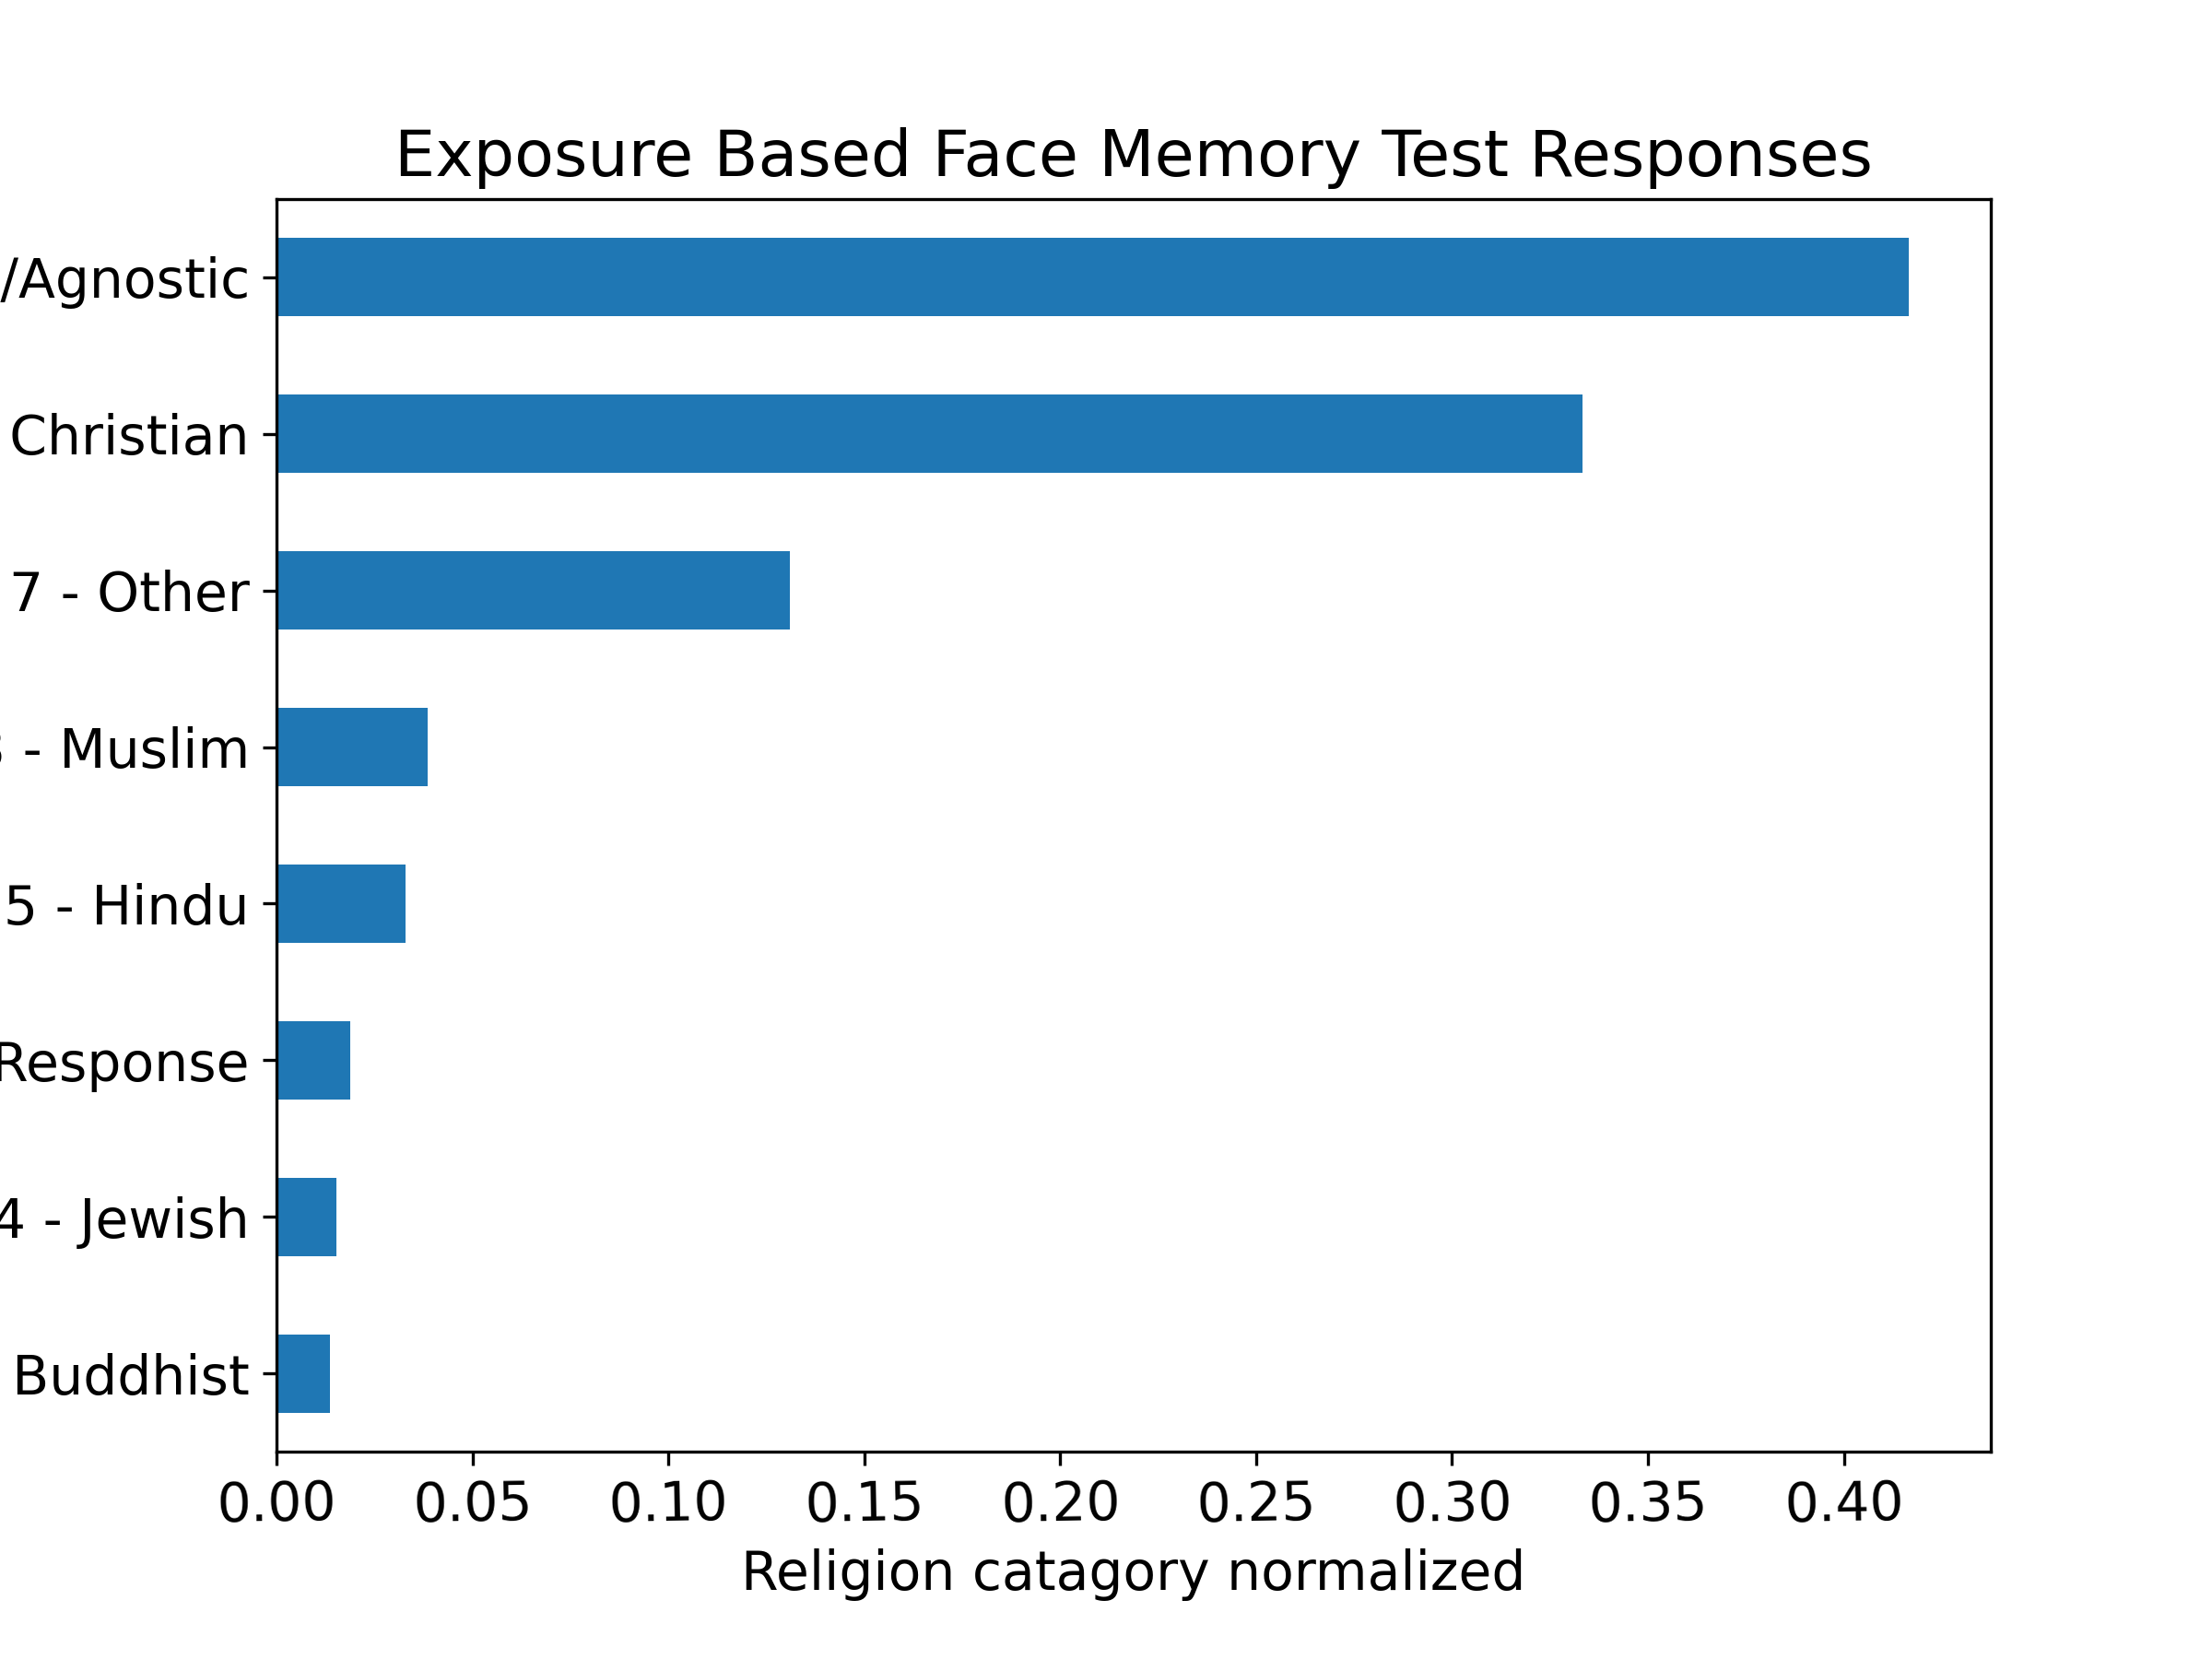 Exposure Based Face Memory Test Responses
/Agnostic
Christian
7 - Other
- Muslim
5 - Hindu
Response
4 - Jewish
Buddhist
0.00 0.05 0.10 0.15 0.20 0.25 0.30 0.35 0.40
Religion catagory normalized